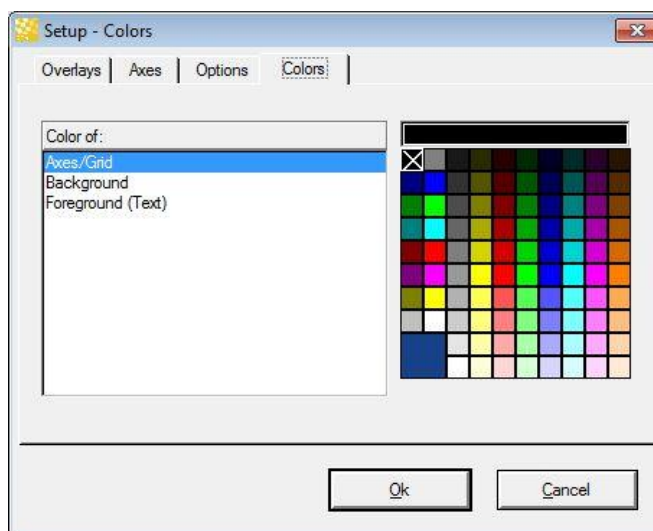 Setup - Colors
Overlays Axes Options Colors
Color of:
Axes/Grid
Background
Foreground (Text)
Ok Cancel